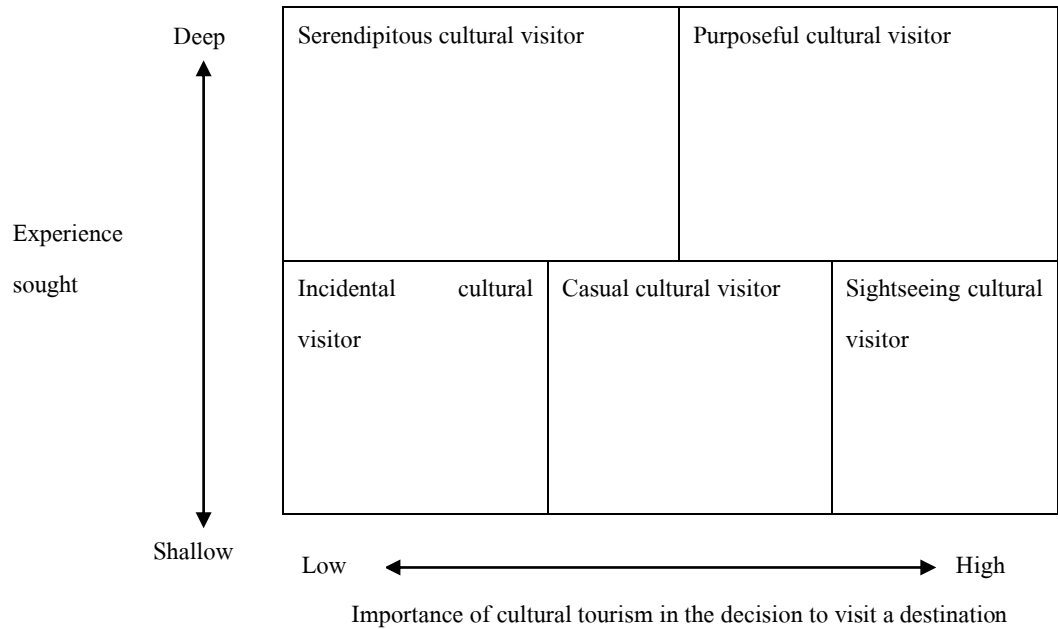 Deep
Serendipitous cultural visitor
Purposeful cultural visitor
Experience
sought
Incidental cultural
visitor
Casual cultural visitor
Sightseeing cultural
visitor
Shallow
Low
High
Importance of cultural tourism in the decision to visit a destination